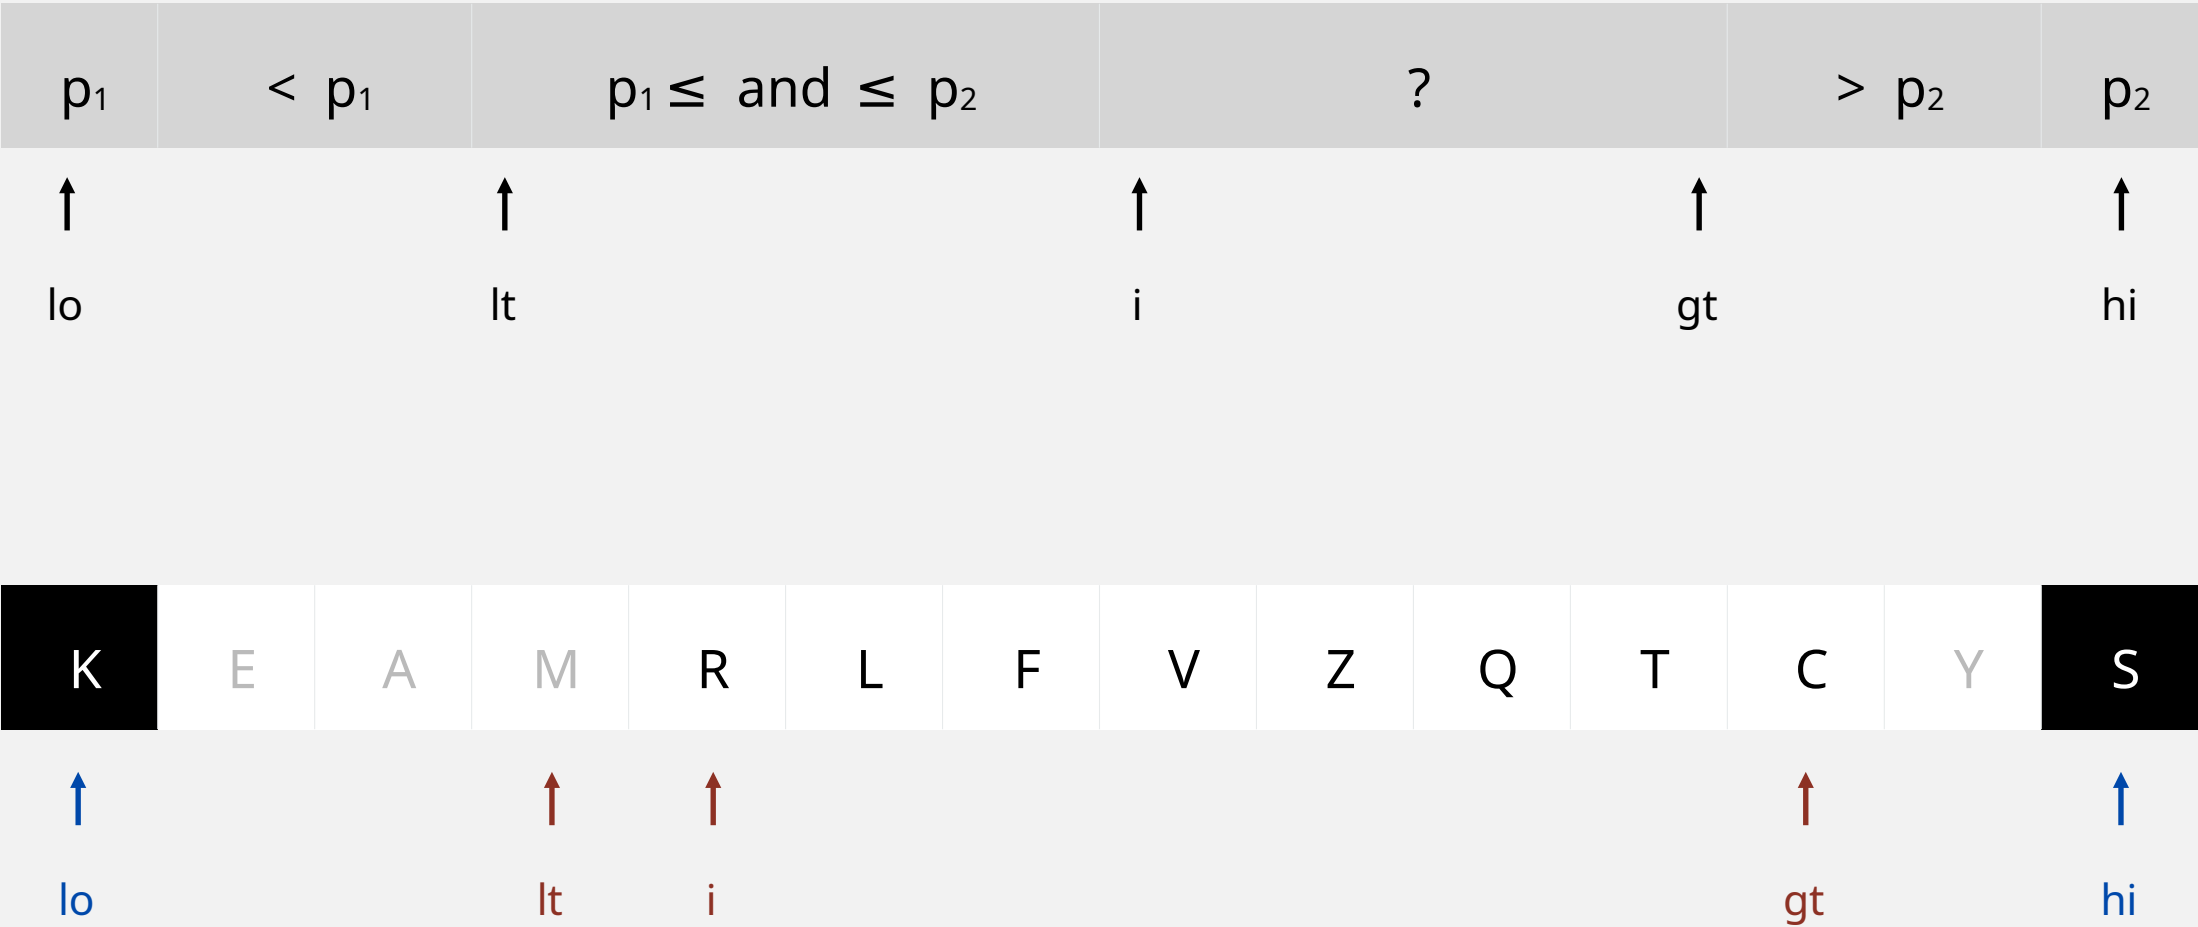 p₁ < p₁ p₁ ≤ and ≤ p₂ ? > p₂ p₂
lo lt i gt hi
K E A M R L F V Z Q T C Y S
lo lt i gt hi